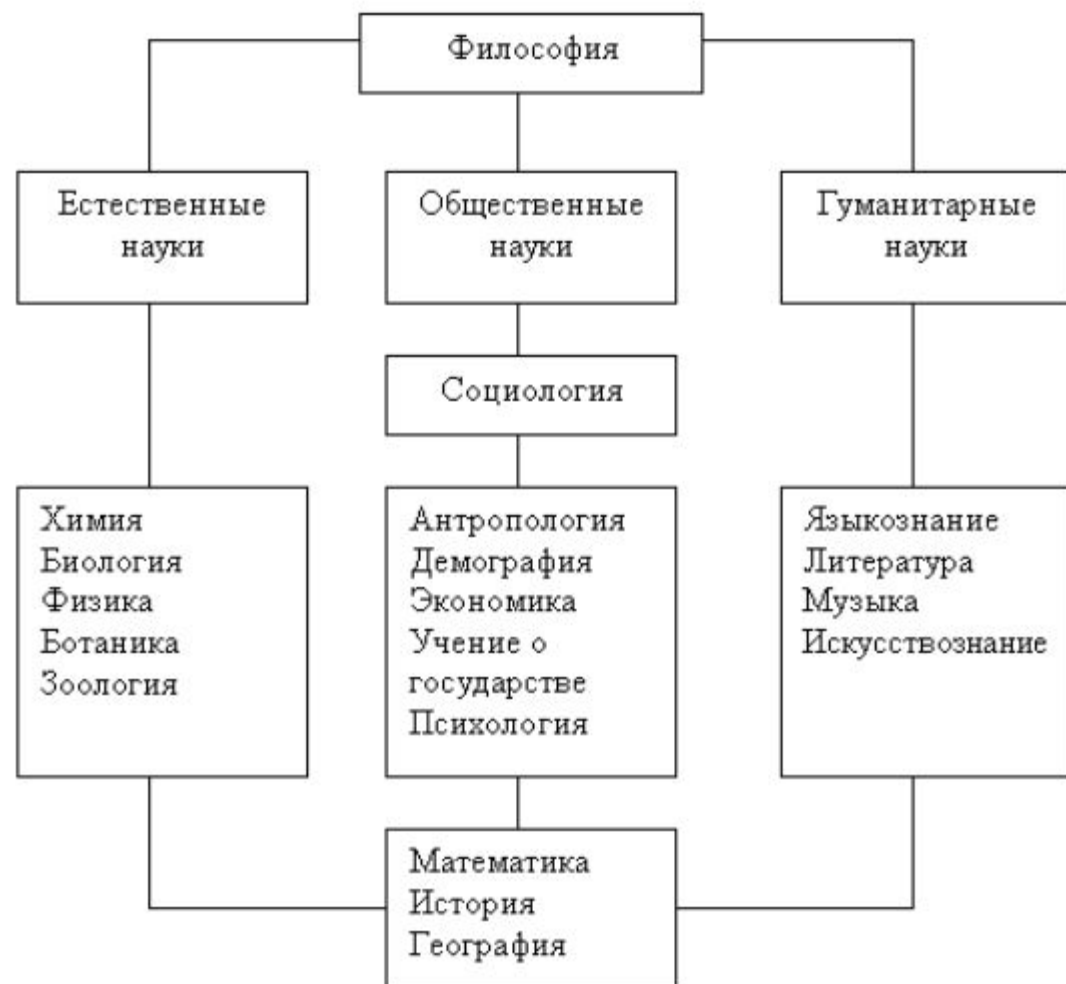 Философия
Естественные
науки
Общественные
науки
Гуманитарные
науки
Социология
Химия
Биология
Физика
Ботаника
Зоология
Антропология
Демография
Экономика
Учение о
государстве
Психология
Языкознание
Литература
Музыка
Искусствознание
Математика
История
География